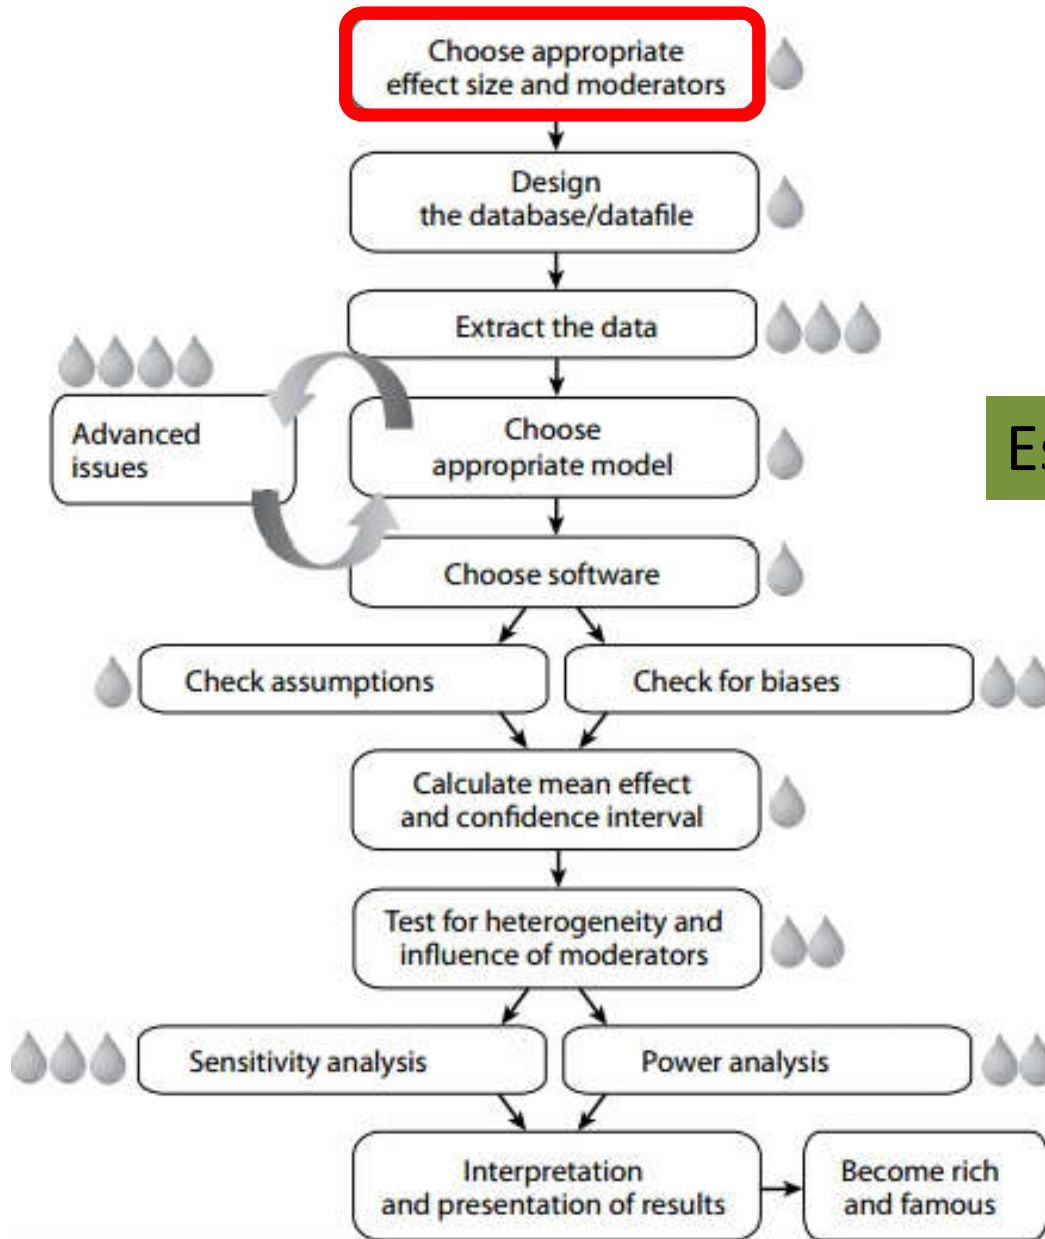 Choose appropriate
effect size and moderators
Design
the database/datafile
Extract the data
Advanced
issues
Choose
appropriate model
Choose software
Check assumptions
Check for biases
Calculate mean effect
and confidence interval
Test for heterogeneity and
influence of moderators
Sensitivity analysis
Power analysis
Interpretation
and presentation of results
Become rich
and famous